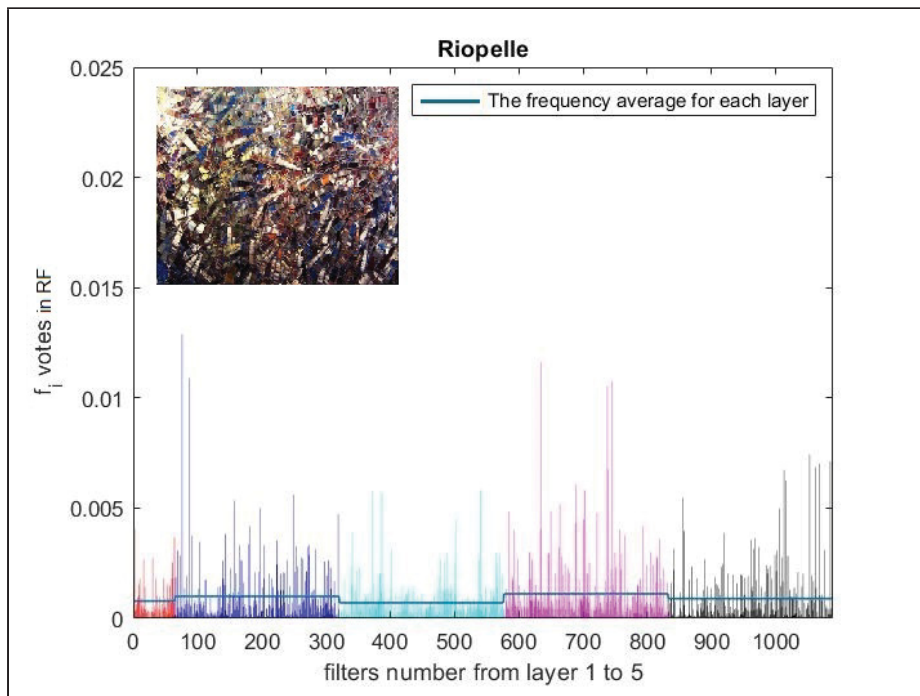 Riopelle
The frequency average for each layer
0.025
0.02
0.015
0.01
0.005
0
f_i votes in RF
0 100 200 300 400 500 600 700 800 900 1000
filters number from layer 1 to 5